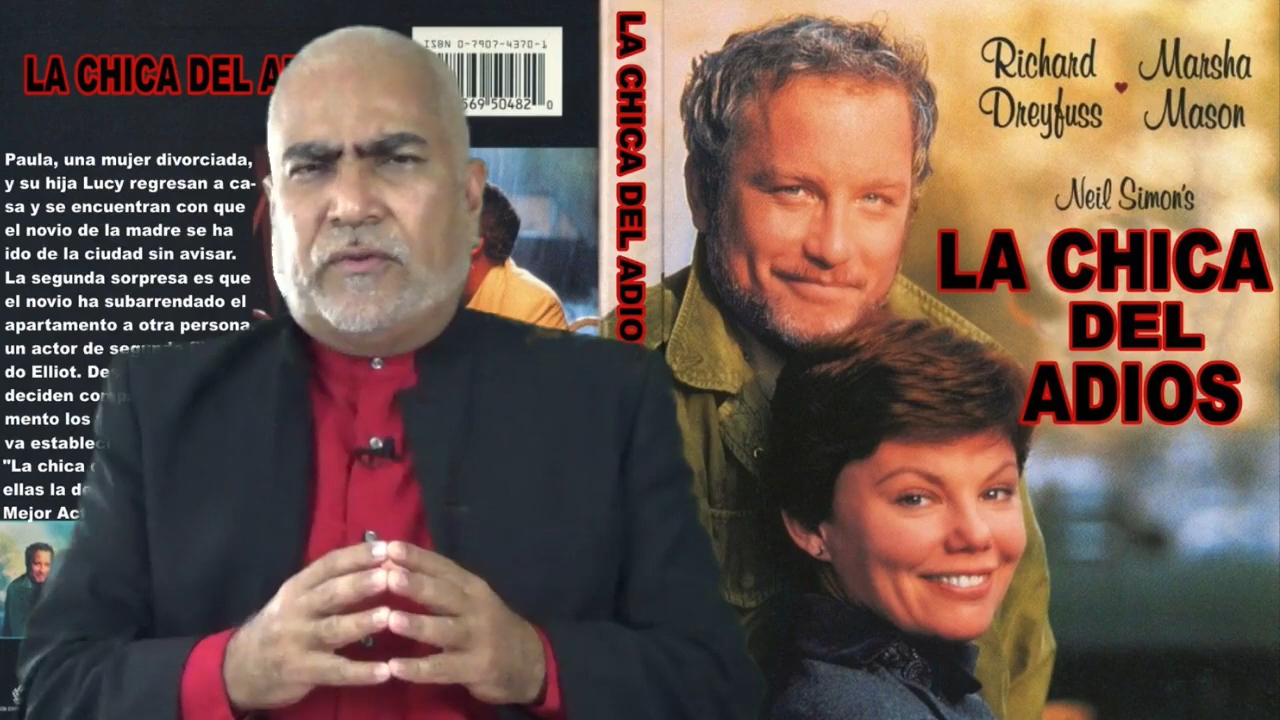 LA CHICA DEL A
ISBN 0-7907-4370-1
569 50482 0
Paula, una mujer divorciada,
y su hija Lucy regresan a ca-
sa y se encuentran con que
el novio de la madre se ha
ido de la ciudad sin avisar.
La segunda sorpresa es que
el novio ha subarrendado el
apartamento a otra persona
un actor de
do Elliot.
deciden
mento los
va
"La chica
ellas la
Mejor
LA CHICA DEL ADIO
Richard Marsha
Dreyfuss Mason
Neil Simon's
LA CHICA
DEL
ADIOS